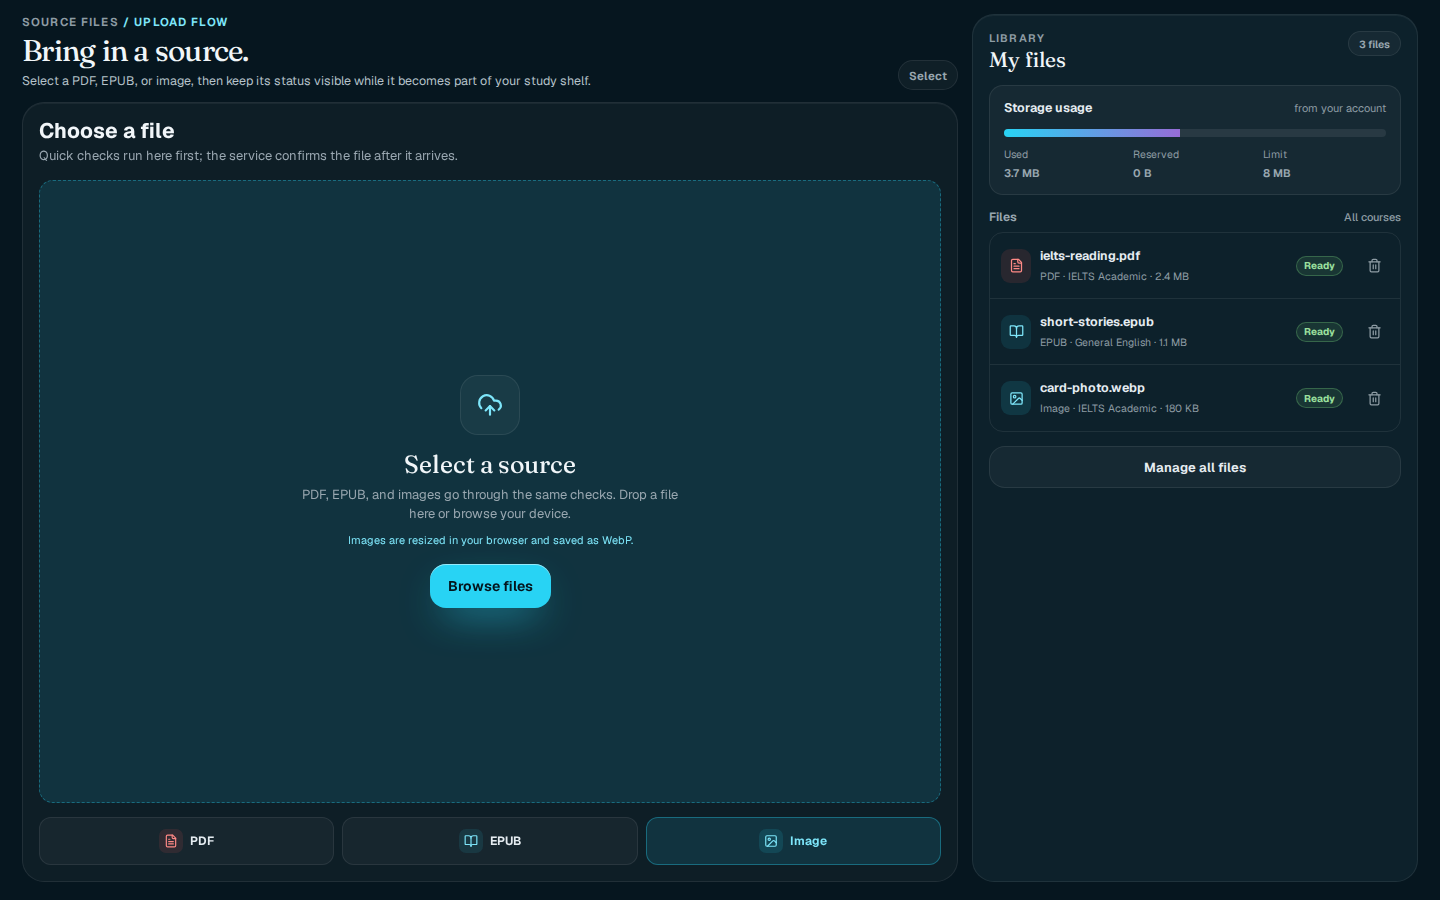 SOURCE FILES / UPLOAD FLOW
Bring in a source.
Select a PDF, EPUB, or image, then keep its status visible while it becomes part of your study shelf.
Select
Choose a file
Quick checks run here first; the service confirms the file after it arrives.
Select a source
PDF, EPUB, and images go through the same checks. Drop a file
here or browse your device.
Images are resized in your browser and saved as WebP.
Browse files
PDF
EPUB
Image
LIBRARY
My files
3 files
Storage usage
from your account
Used
Reserved
Limit
3.7 MB
0 B
8 MB
Files
All courses
ielts-reading.pdf
PDF · IELTS Academic · 2.4 MB
Ready
short-stories.epub
EPUB · General English · 1.1 MB
Ready
card-photo.webp
Image · IELTS Academic · 180 KB
Ready
Manage all files